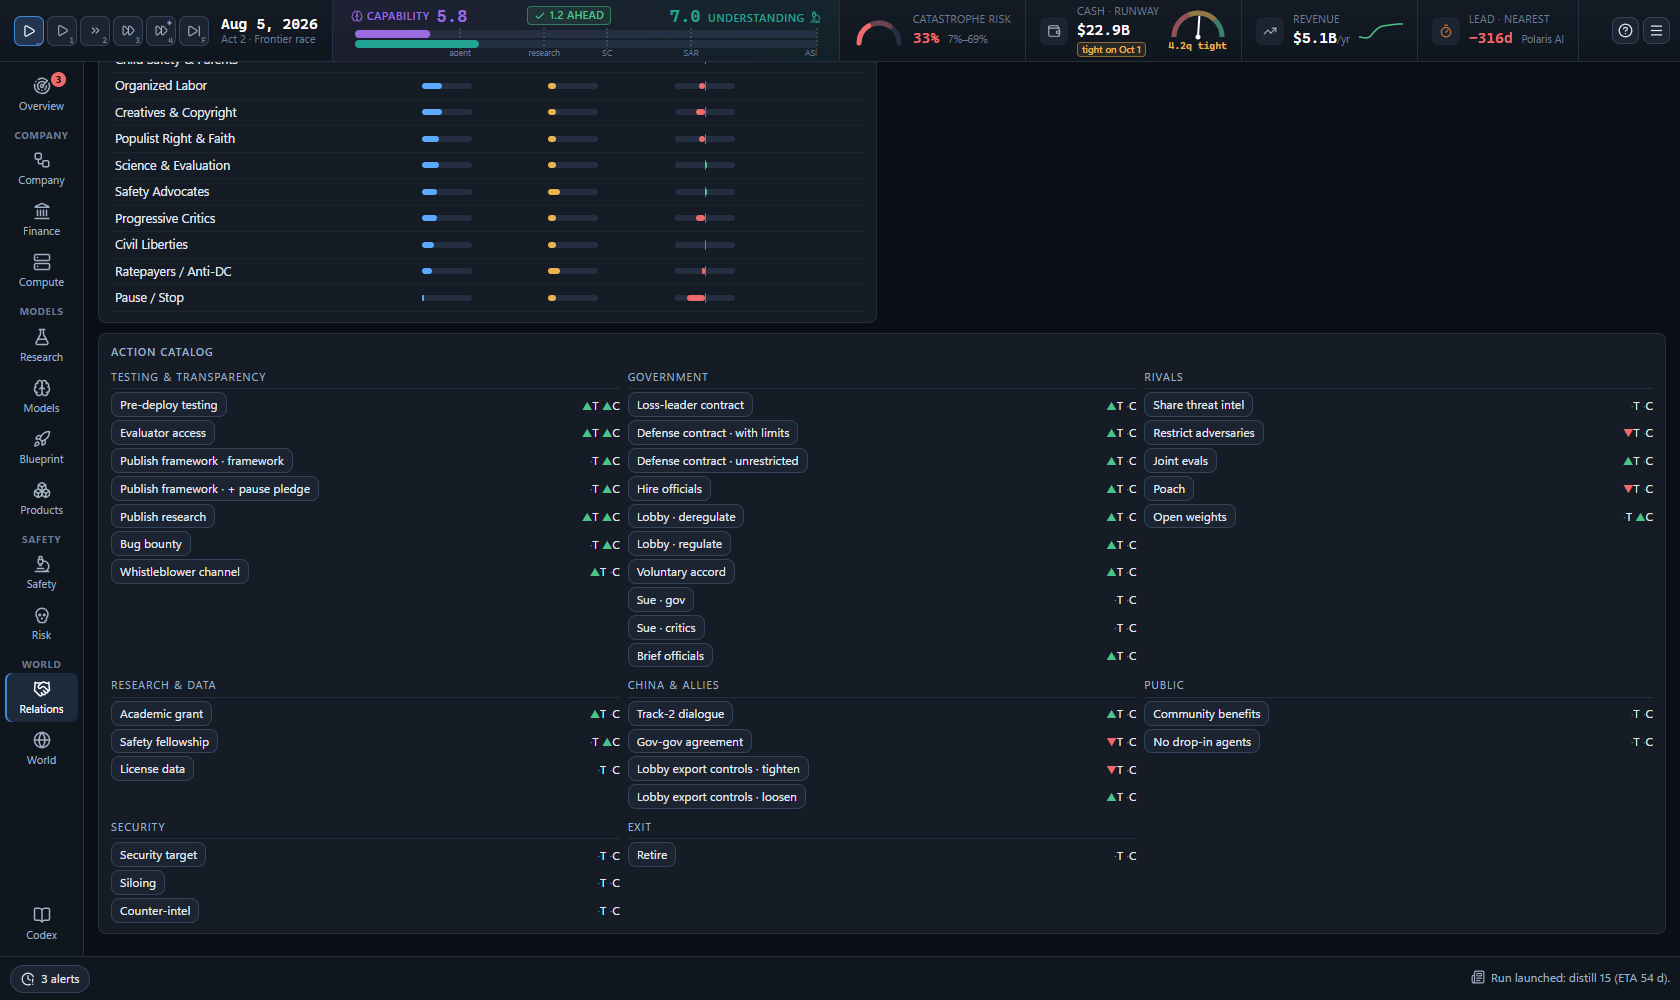 Aug 5, 2026
Act 2 · Frontier race
1
2
3
4
F
CAPABILITY 5.8
1.2 AHEAD
7.0 UNDERSTANDING
agent
research
SC
SAR
ASI
CATASTROPHE RISK
33% 7%–69%
CASH · RUNWAY
$22.9B
tight on Oct 1
4.2q tight
REVENUE
$5.1B/yr
LEAD · NEAREST
−316d Polaris AI
3
Overview
COMPANY
Company
Finance
Compute
MODELS
Research
Models
Blueprint
Products
SAFETY
Safety
Risk
WORLD
Relations
World
Codex
Child Safety & Parents
Organized Labor
Creatives & Copyright
Populist Right & Faith
Science & Evaluation
Safety Advocates
Progressive Critics
Civil Liberties
Ratepayers / Anti-DC
Pause / Stop
ACTION CATALOG
TESTING & TRANSPARENCY
Pre-deploy testing ▲T ▲C
Evaluator access ▲T ▲C
Publish framework · framework ·T ▲C
Publish framework · + pause pledge ·T ▲C
Publish research ▲T ▲C
Bug bounty ·T ▲C
Whistleblower channel ▲T ·C
GOVERNMENT
Loss-leader contract ▲T ·C
Defense contract · with limits ▲T ·C
Defense contract · unrestricted ▲T ·C
Hire officials ▲T ·C
Lobby · deregulate ▲T ·C
Lobby · regulate ▲T ·C
Voluntary accord ▲T ·C
Sue · gov ·T ·C
Sue · critics ·T ·C
Brief officials ▲T ·C
RIVALS
Share threat intel ·T ·C
Restrict adversaries ▼T ·C
Joint evals ▲T ·C
Poach ▼T ·C
Open weights ·T ▲C
RESEARCH & DATA
Academic grant ▲T ·C
Safety fellowship ·T ▲C
License data ·T ·C
CHINA & ALLIES
Track-2 dialogue ▲T ·C
Gov-gov agreement ▼T ·C
Lobby export controls · tighten ▼T ·C
Lobby export controls · loosen ▲T ·C
PUBLIC
Community benefits ·T ·C
No drop-in agents ·T ·C
SECURITY
Security target ·T ·C
Siloing ·T ·C
Counter-intel ·T ·C
EXIT
Retire ·T ·C
3 alerts
Run launched: distill 15 (ETA 54 d).